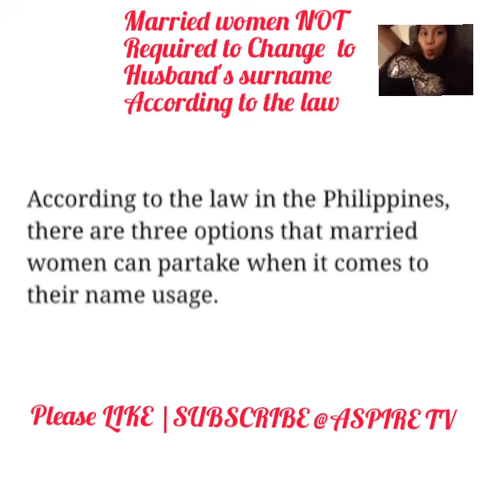 Married women NOT
Required to Change to
Husband's surname
According to the law
According to the law in the Philippines,
there are three options that married
women can partake when it comes to
their name usage.
Please LIKE | SUBSCRIBE @ASPIRE TV